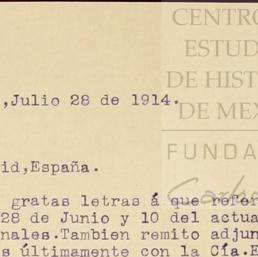 CENTRO
ESTUD
DE HIST
DE MEX
FUNDA
,Julio 28 de 1914.
id,España.
gratas letras á que refer
28 de Junio y 10 del actua
nales.Tambien remito adjun
s últimamente con la Cía.E